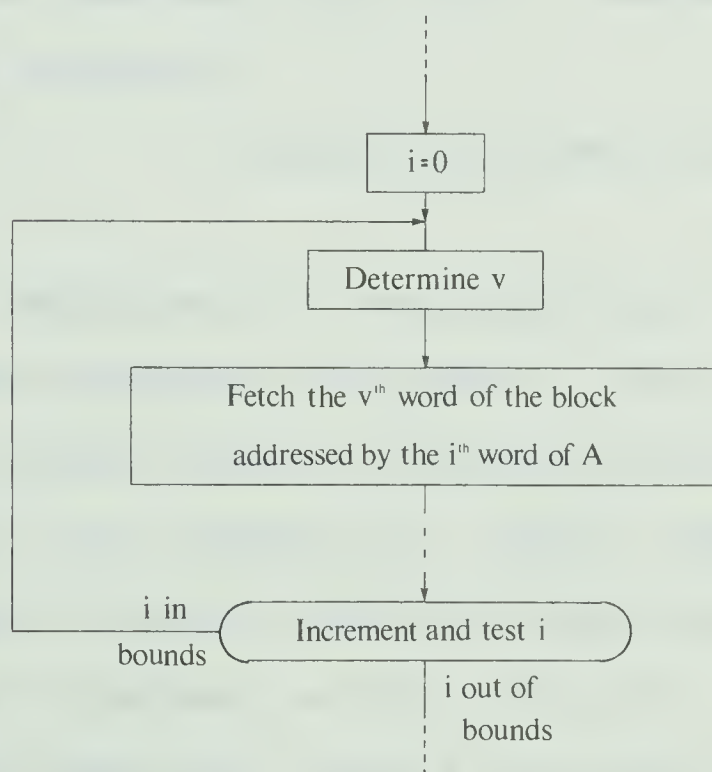 i=0
Determine v
Fetch the vᵗʰ word of the block
addressed by the iᵗʰ word of A
Increment and test i
i in
bounds
i out of
bounds